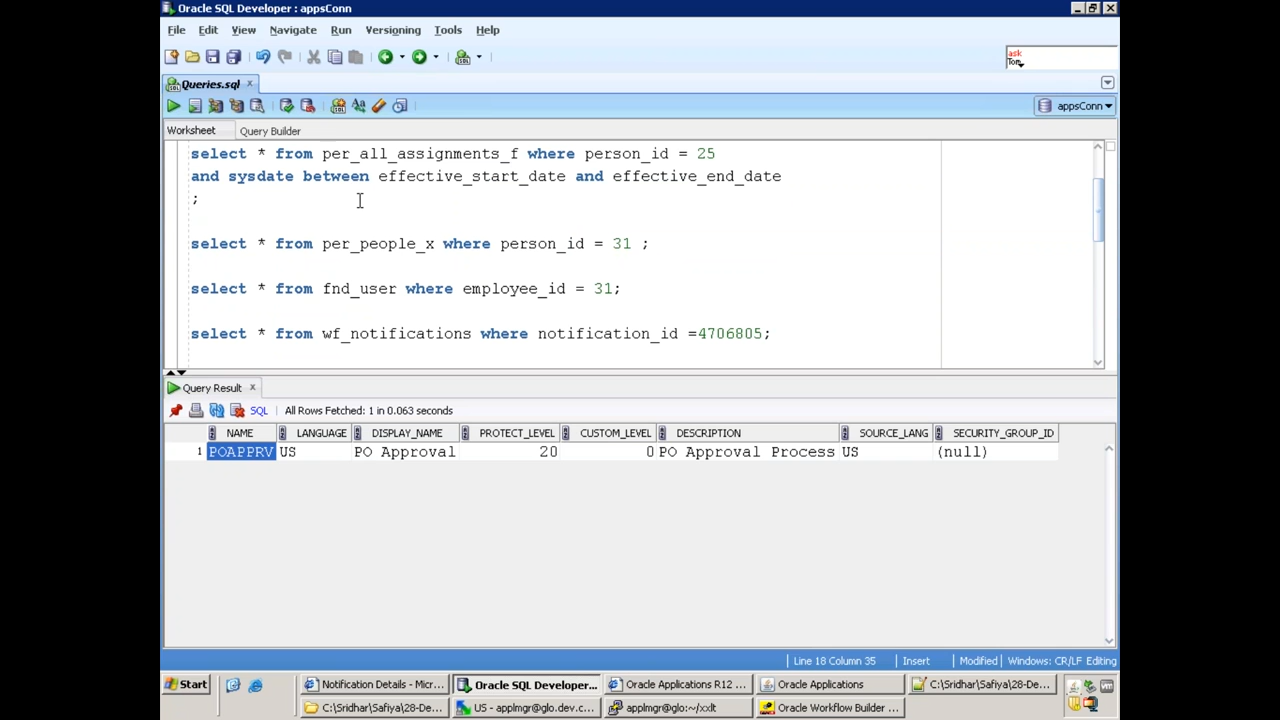 Oracle SQL Developer : appsConn
File Edit View Navigate Run Versioning Tools Help
ask
Tom
Queries.sql
appsConn
Worksheet Query Builder
select * from per_all_assignments_f where person_id = 25
and sysdate between effective_start_date and effective_end_date
;
select * from per_people_x where person_id = 31 ;
select * from fnd_user where employee_id = 31;
select * from wf_notifications where notification_id =4706805;
Query Result
SQL All Rows Fetched: 1 in 0.063 seconds
NAME LANGUAGE DISPLAY_NAME PROTECT_LEVEL CUSTOM_LEVEL DESCRIPTION SOURCE_LANG SECURITY_GROUP_ID
1 POAPPRV US PO Approval 20 0 PO Approval Process US (null)
Line 18 Column 35 Insert Modified Windows: CR/LF Editing
Start Notification Details - Micr... Oracle SQL Developer... Oracle Applications R12 ... Oracle Applications C:\Sridhar\Safiya\28-De...
C:\Sridhar\Safiya\28-De... US - applmgr@glo.dev.c... applmgr@glo:~/xxlt Oracle Workflow Builder ...